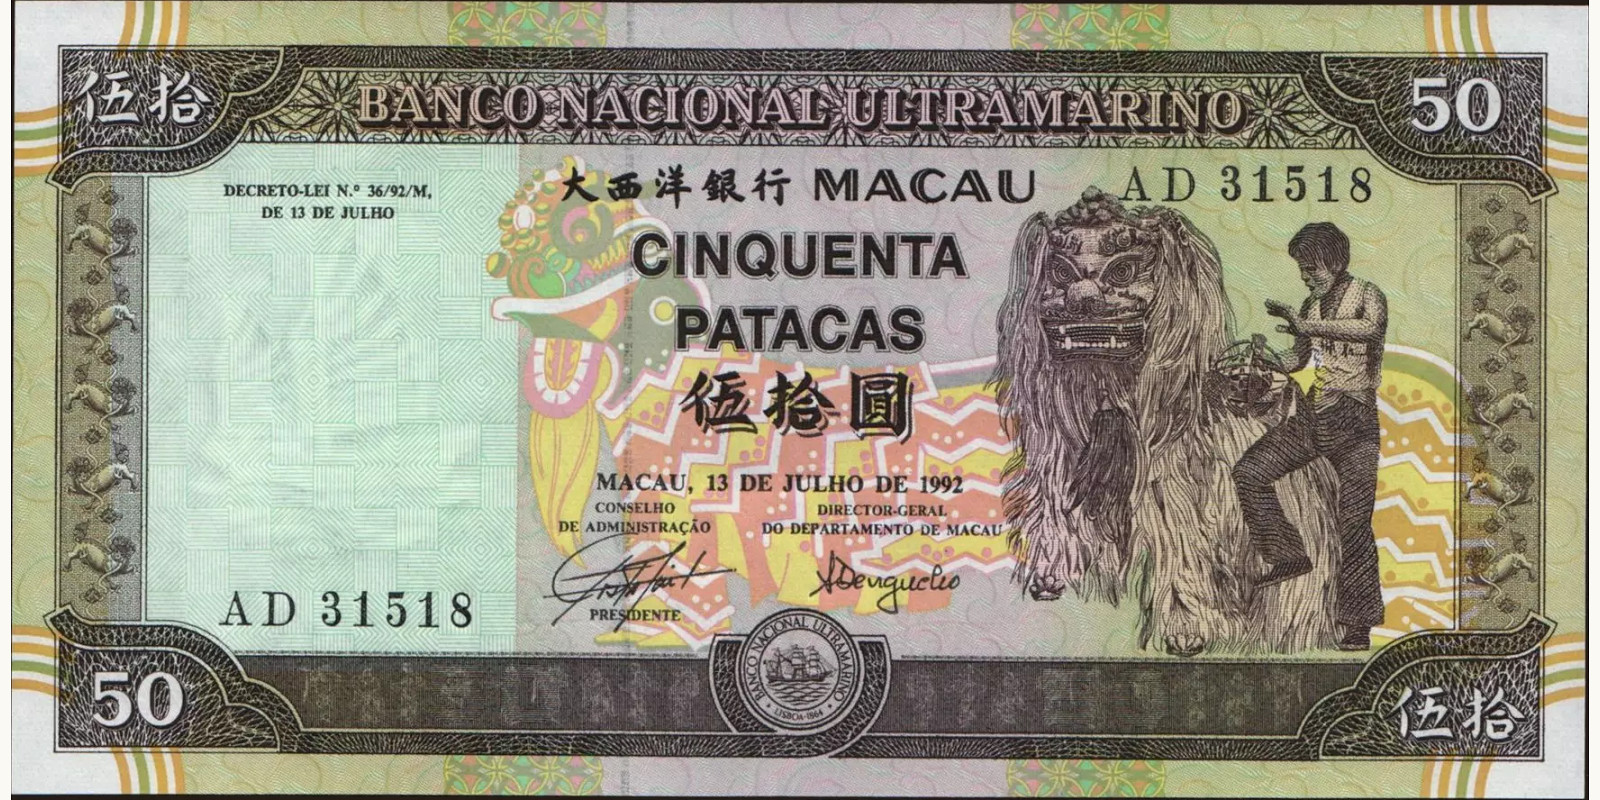 伍拾
BANCO NACIONAL ULTRAMARINO
50
DECRETO-LEI N.º 36/92/M,
DE 13 DE JULHO
大西洋銀行 MACAU
AD 31518
CINQUENTA
PATACAS
伍拾圓
MACAU, 13 DE JULHO DE 1992
CONSELHO
DE ADMINISTRAÇÃO
DIRECTOR-GERAL
DO DEPARTAMENTO DE MACAU
PRESIDENTE
AD 31518
BANCO NACIONAL ULTRAMARINO
LISBOA-1864
50
伍拾